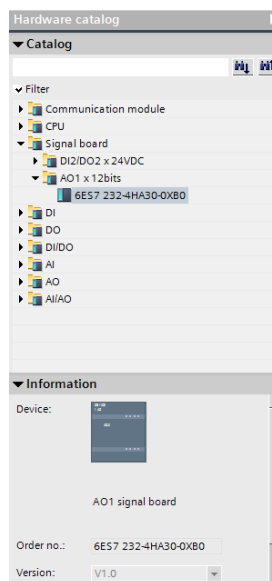 Hardware catalog
Catalog
Filter
Communication module
CPU
Signal board
DI2/DO2 x 24VDC
AO1 x 12bits
6ES7 232-4HA30-0XB0
DI
DO
DI/DO
AI
AO
AI/AO
Information
Device:
AO1 signal board
Order no.: 6ES7 232-4HA30-0XB0
Version: V1.0